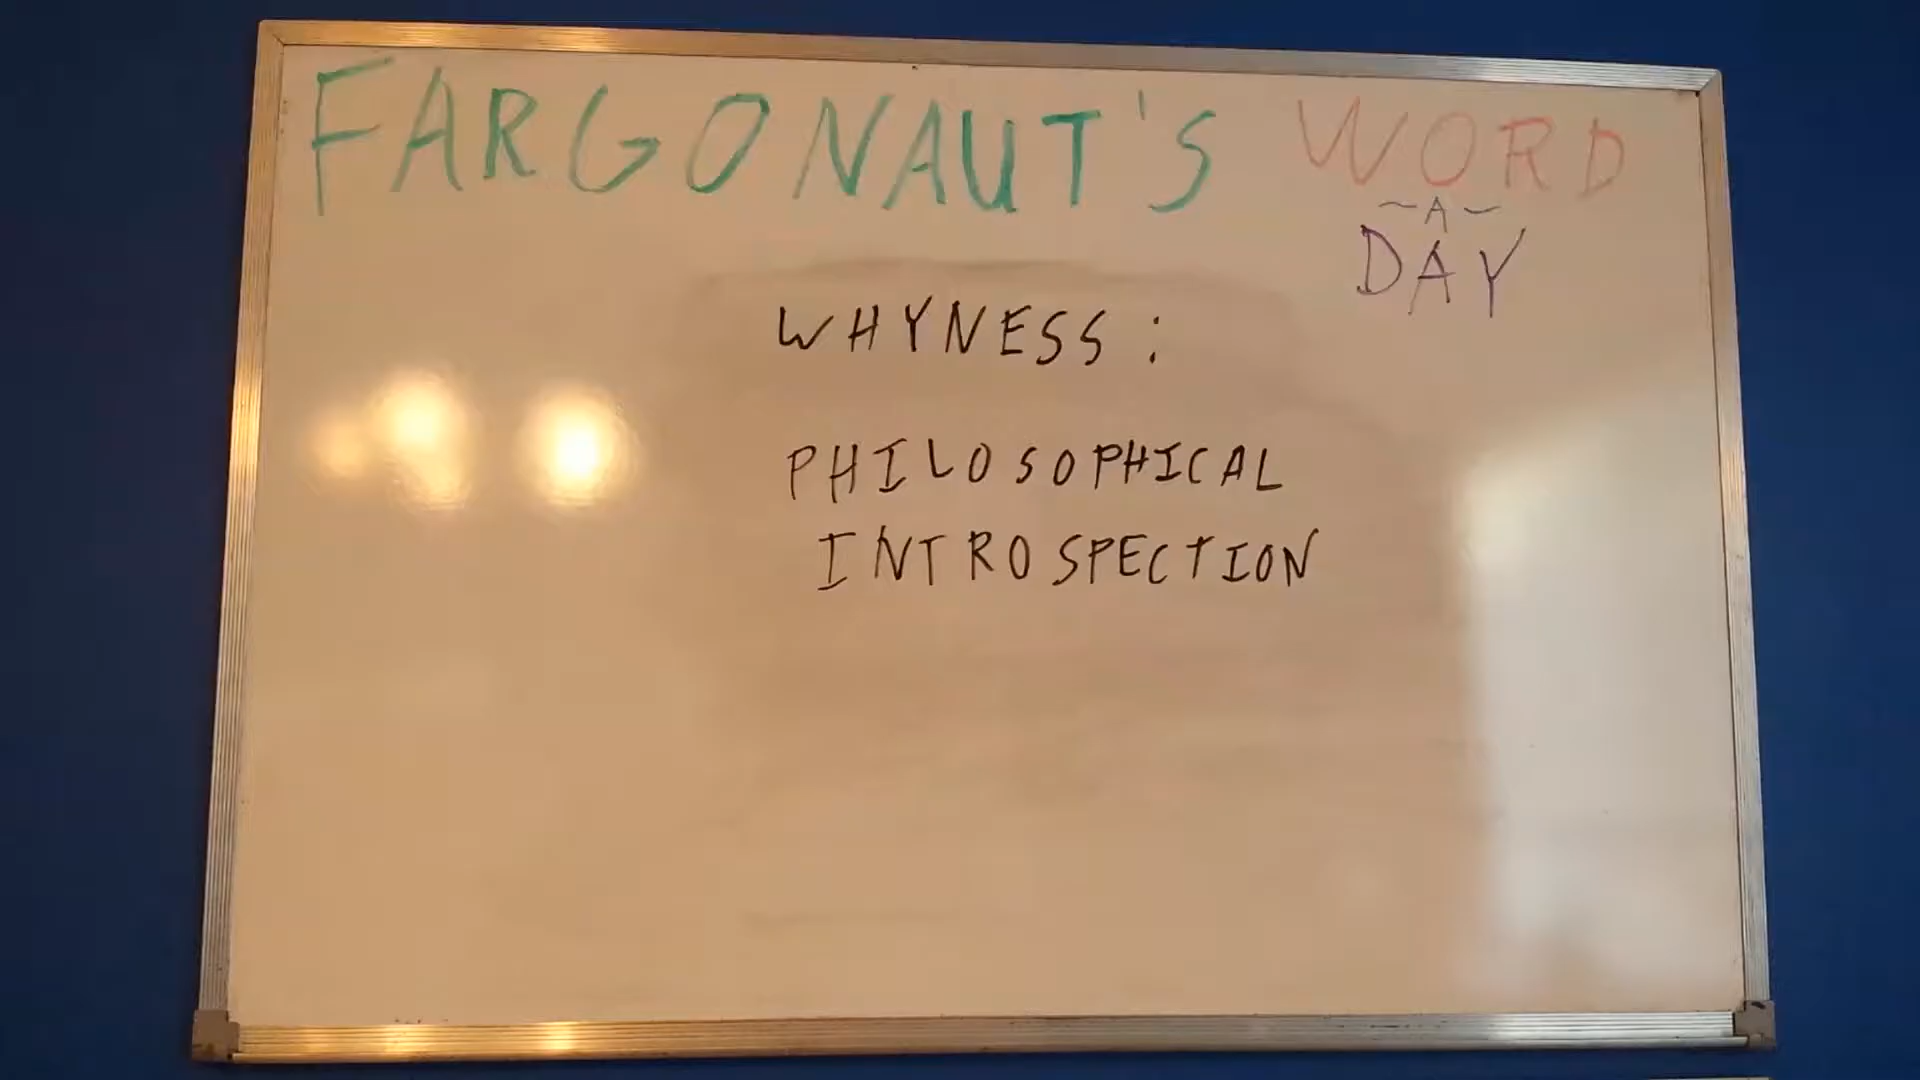 FARGONAUT'S WORD
~A~
DAY
WHYNESS:
PHILOSOPHICAL
INTROSPECTION